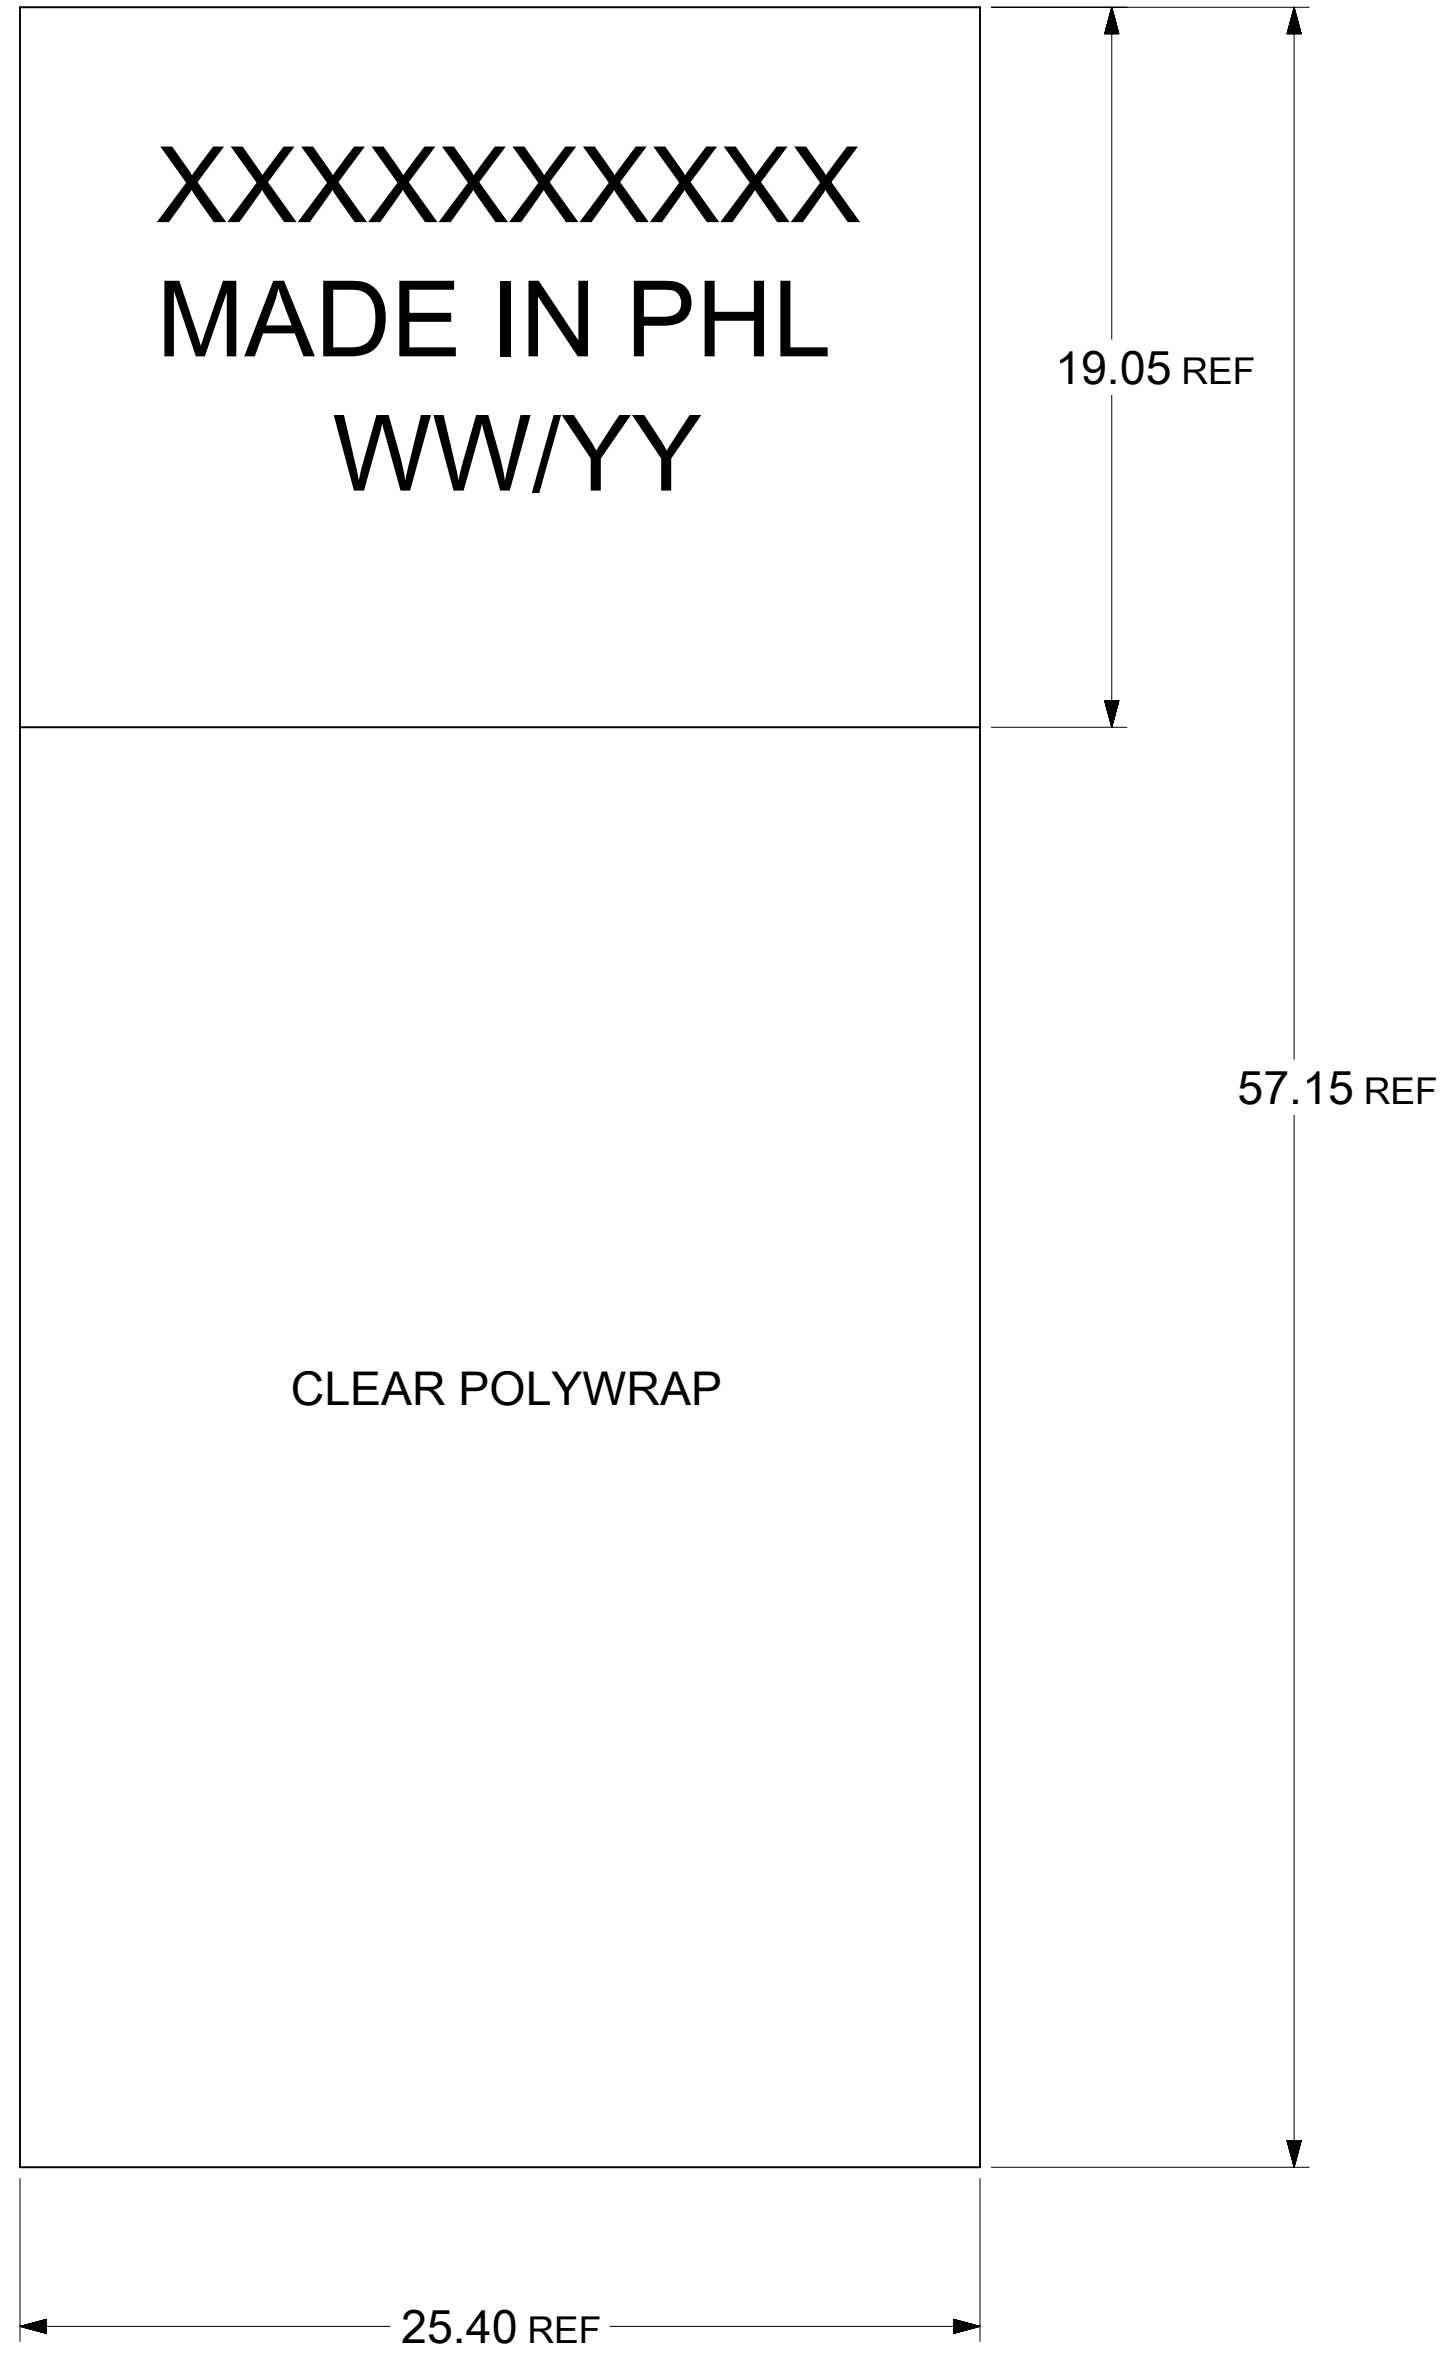 XXXXXXXXXX
MADE IN PHL
WW/YY
19.05 REF
57.15 REF
CLEAR POLYWRAP
25.40 REF